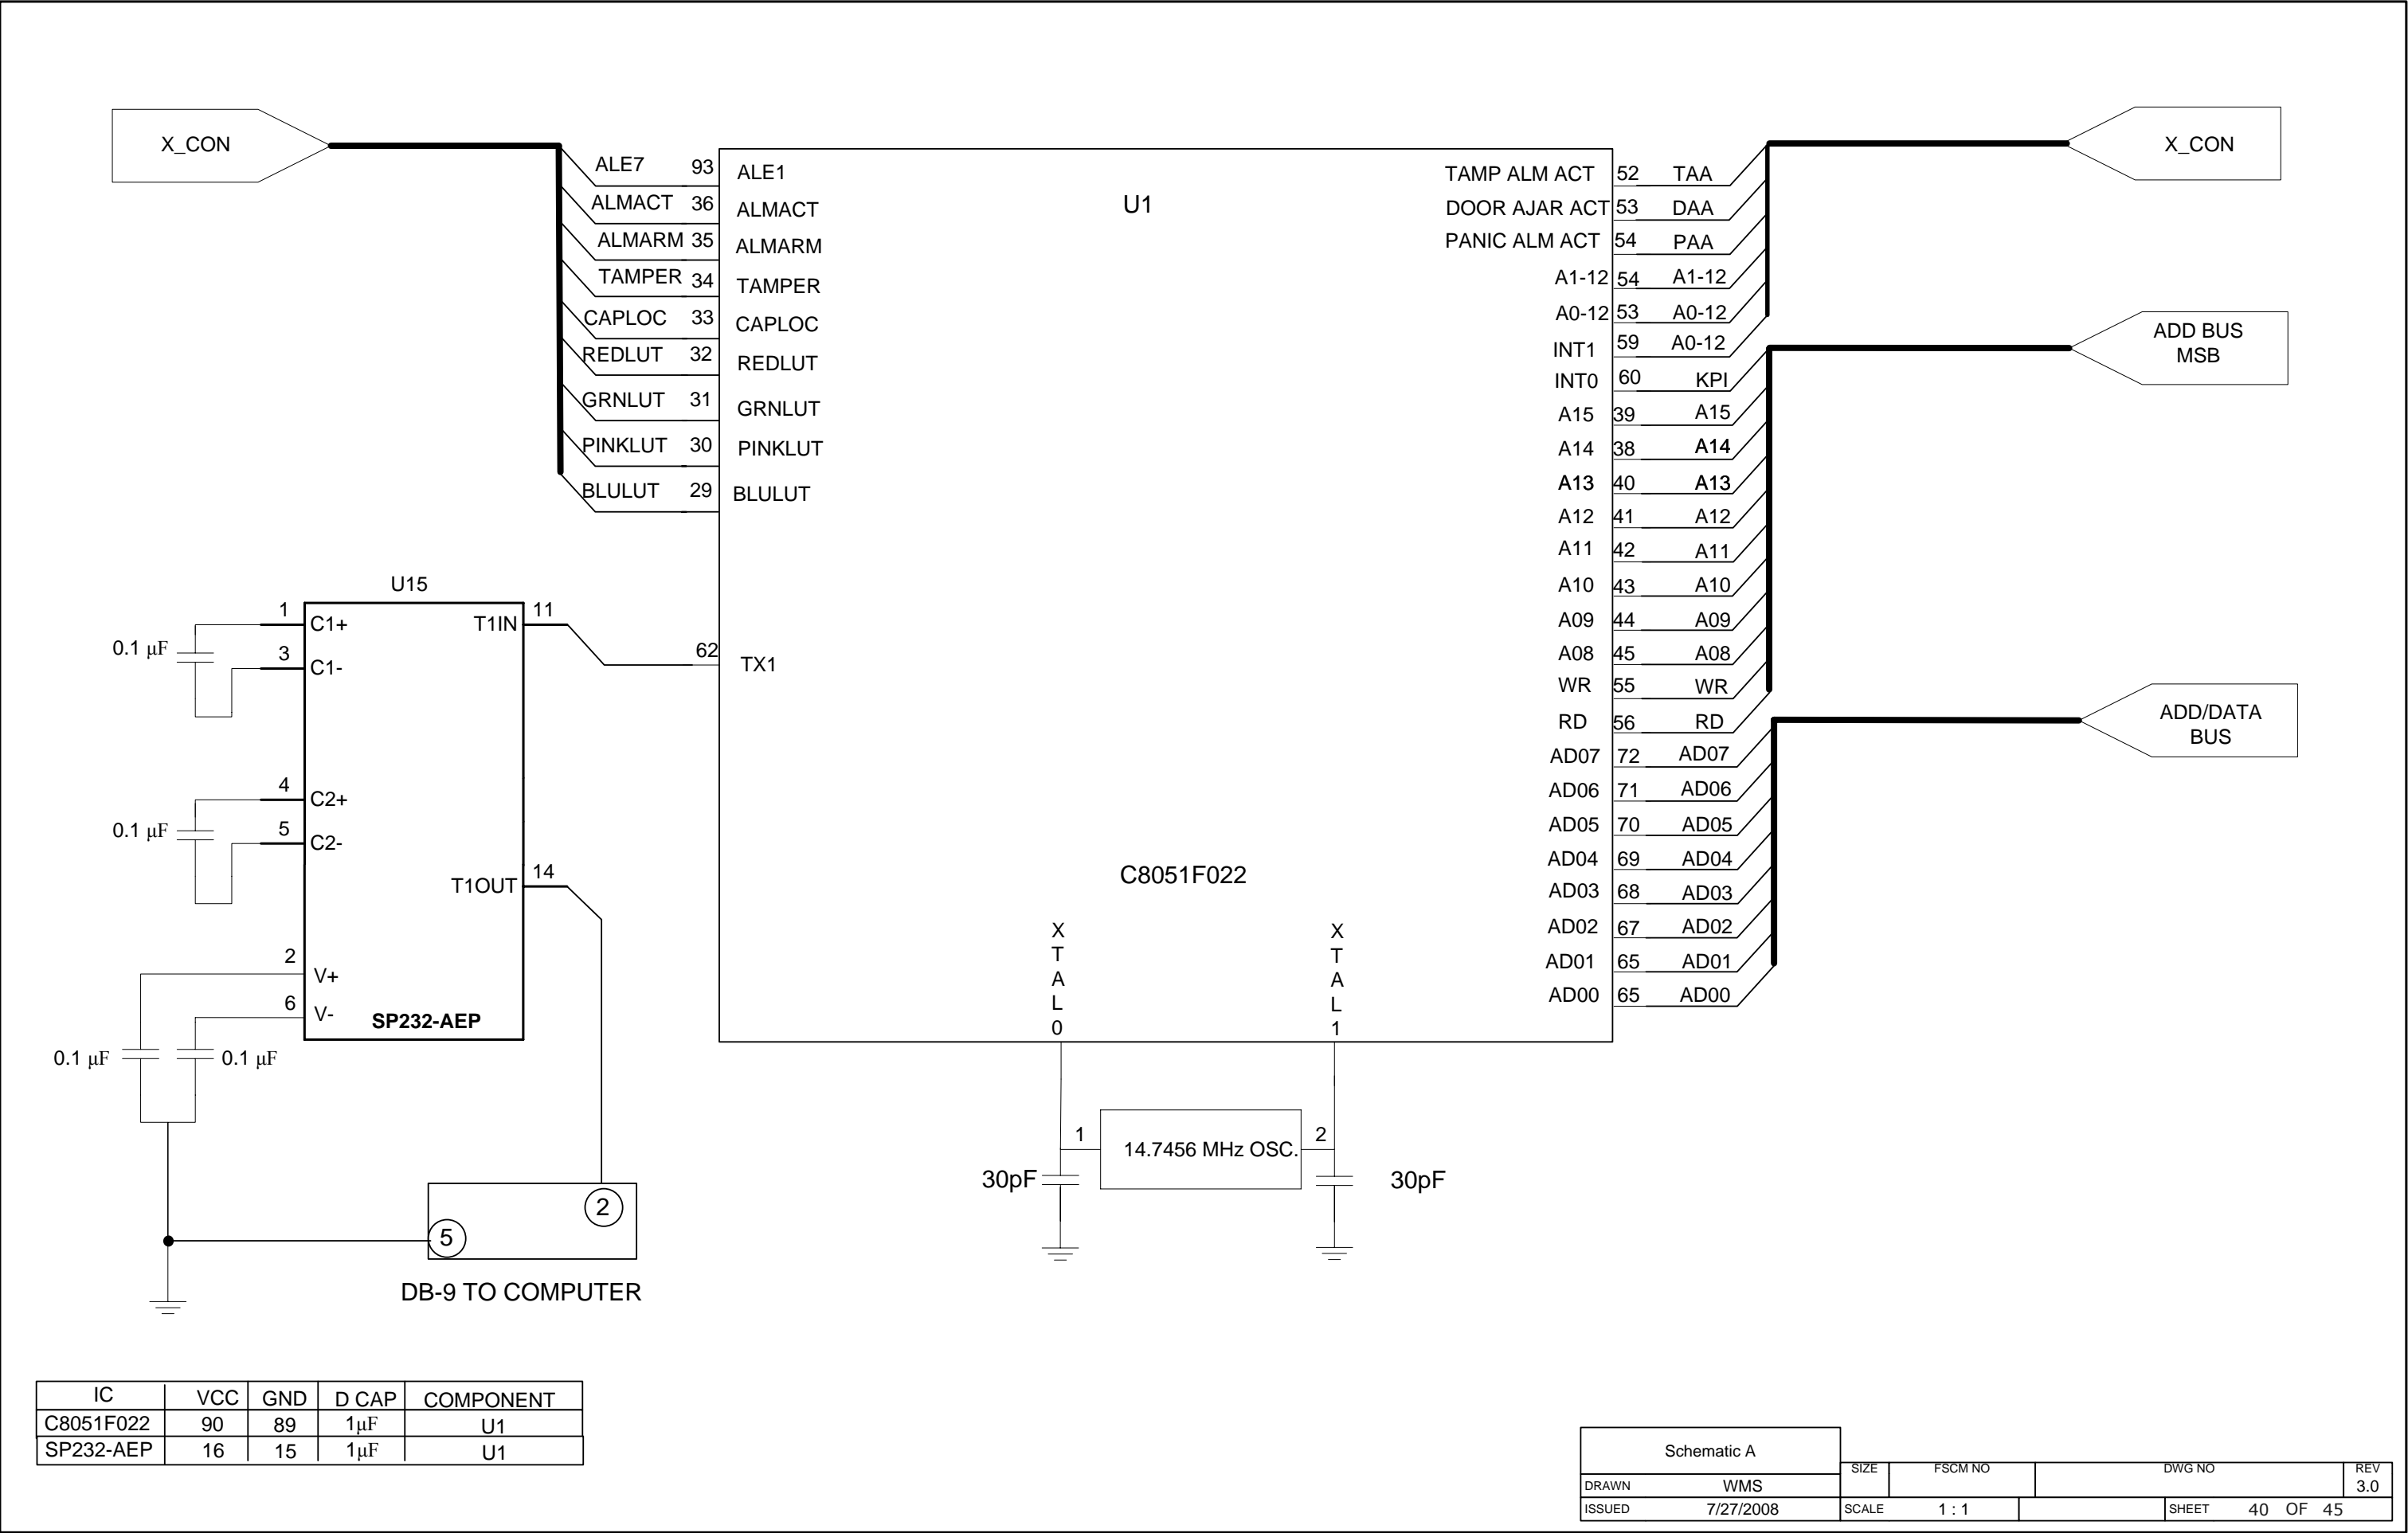 X_CON
X_CON
ALE7 93 ALE1
ALMACT 36 ALMACT
ALMARM 35 ALMARM
TAMPER 34 TAMPER
CAPLOC 33 CAPLOC
REDLUT 32 REDLUT
GRNLUT 31 GRNLUT
PINKLUT 30 PINKLUT
BLULUT 29 BLULUT
U1
TAMP ALM ACT 52 TAA
DOOR AJAR ACT 53 DAA
PANIC ALM ACT 54 PAA
A1-12 54 A1-12
A0-12 53 A0-12
INT1 59 A0-12
INT0 60 KPI
A15 39 A15
A14 38 A14
A13 40 A13
A12 41 A12
A11 42 A11
A10 43 A10
A09 44 A09
A08 45 A08
WR 55 WR
RD 56 RD
AD07 72 AD07
AD06 71 AD06
AD05 70 AD05
AD04 69 AD04
AD03 68 AD03
AD02 67 AD02
AD01 65 AD01
AD00 65 AD00
ADD BUS
MSB
ADD/DATA
BUS
U15
1 C1+
3 C1-
0.1 µF
T1IN 11
62 TX1
4 C2+
5 C2-
0.1 µF
T1OUT 14
2 V+
6 V-
SP232-AEP
0.1 µF
0.1 µF
C8051F022
XTAL0
XTAL1
1 14.7456 MHz OSC. 2
30pF
30pF
2
5
DB-9 TO COMPUTER
IC VCC GND D CAP COMPONENT
C8051F022 90 89 1µF U1
SP232-AEP 16 15 1µF U1
Schematic A
DRAWN WMS
ISSUED 7/27/2008
SIZE FSCM NO DWG NO REV
3.0
SCALE 1 : 1 SHEET 40 OF 45